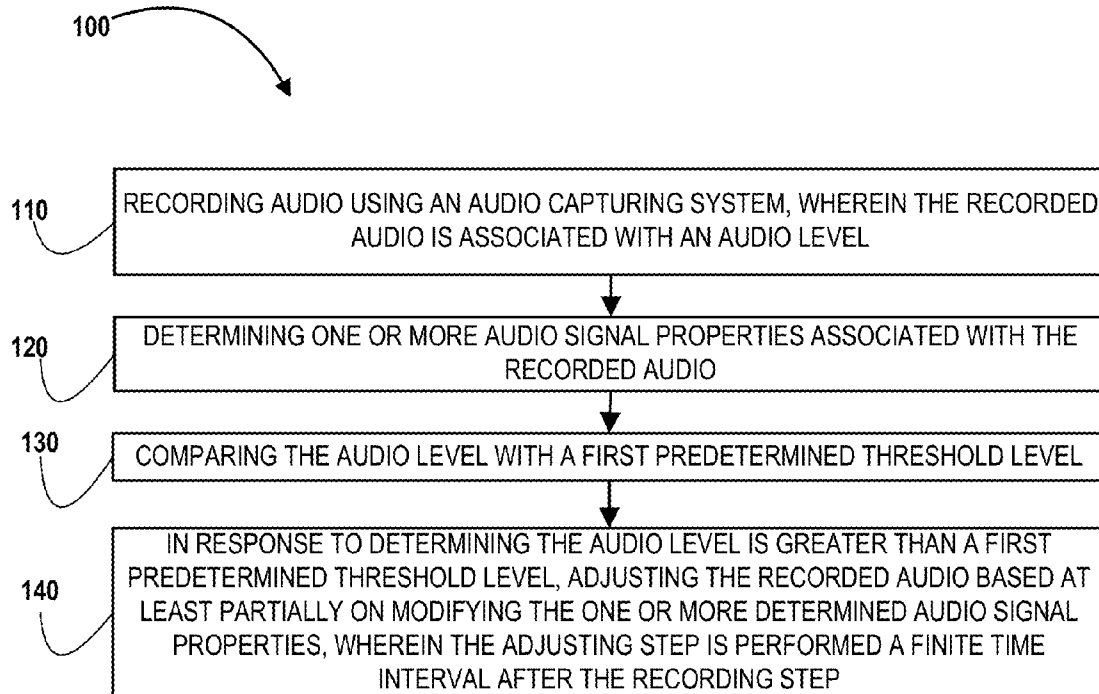 100
110
RECORDING AUDIO USING AN AUDIO CAPTURING SYSTEM, WHEREIN THE RECORDED
AUDIO IS ASSOCIATED WITH AN AUDIO LEVEL
120
DETERMINING ONE OR MORE AUDIO SIGNAL PROPERTIES ASSOCIATED WITH THE
RECORDED AUDIO
130
COMPARING THE AUDIO LEVEL WITH A FIRST PREDETERMINED THRESHOLD LEVEL
140
IN RESPONSE TO DETERMINING THE AUDIO LEVEL IS GREATER THAN A FIRST
PREDETERMINED THRESHOLD LEVEL, ADJUSTING THE RECORDED AUDIO BASED AT
LEAST PARTIALLY ON MODIFYING THE ONE OR MORE DETERMINED AUDIO SIGNAL
PROPERTIES, WHEREIN THE ADJUSTING STEP IS PERFORMED A FINITE TIME
INTERVAL AFTER THE RECORDING STEP